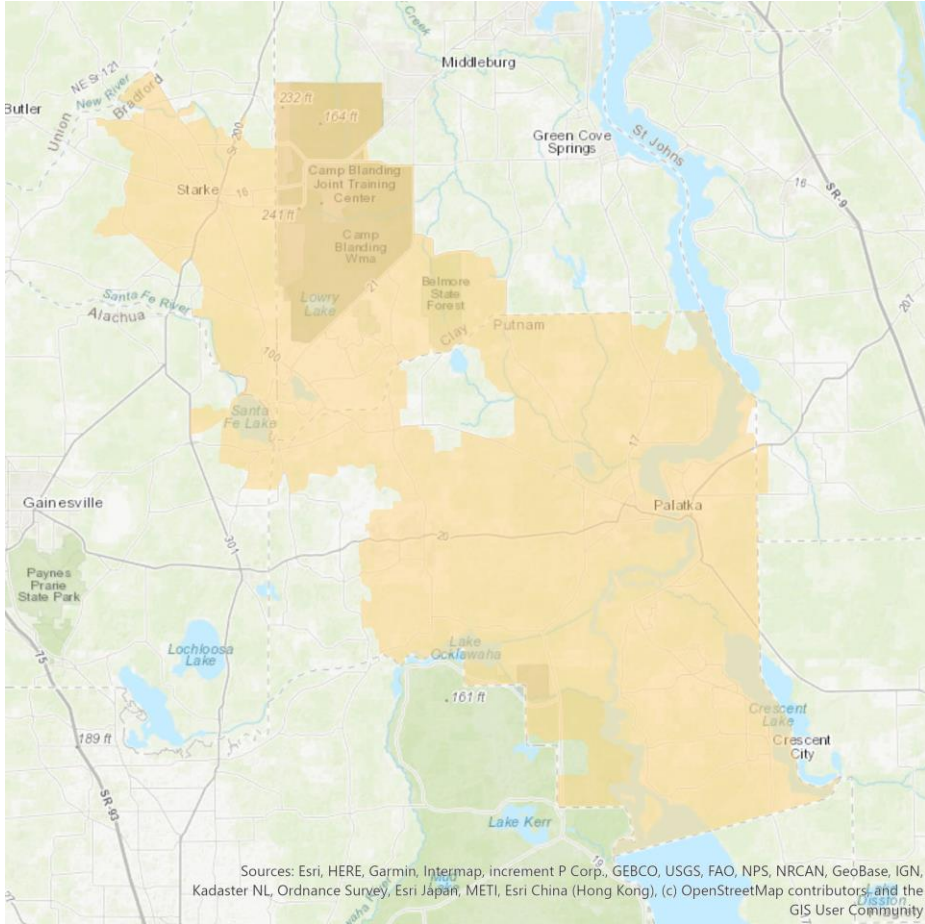 Creek
Middleburg
NE Sr 121
New River
Bradford
Butler
Union
232 ft
164 ft
Sr 200
St Johns
Green Cove
Springs
Camp Blanding
Joint Training
Center
16
SR-9
Starke
16
241 ft
Camp
Blanding
Wma
21
Belmore
State
Forest
Lowry
Lake
Santa Fe River
Alachua
207
Clay
Putnam
100
Santa
Fe Lake
17
Gainesville
Palatka
301
20
Paynes
Prarie
State Park
Lochloosa
Lake
Lake
Ocklawaha
75
161 ft
Crescent
Lake
189 ft
Crescent
City
SR-93
Lake Kerr
19
Sources: Esri, HERE, Garmin, Intermap, increment P Corp., GEBCO, USGS, FAO, NPS, NRCAN, GeoBase, IGN,
Kadaster NL, Ordnance Survey, Esri Japan, METI, Esri China (Hong Kong), (c) OpenStreetMap contributors, and the
GIS User Community